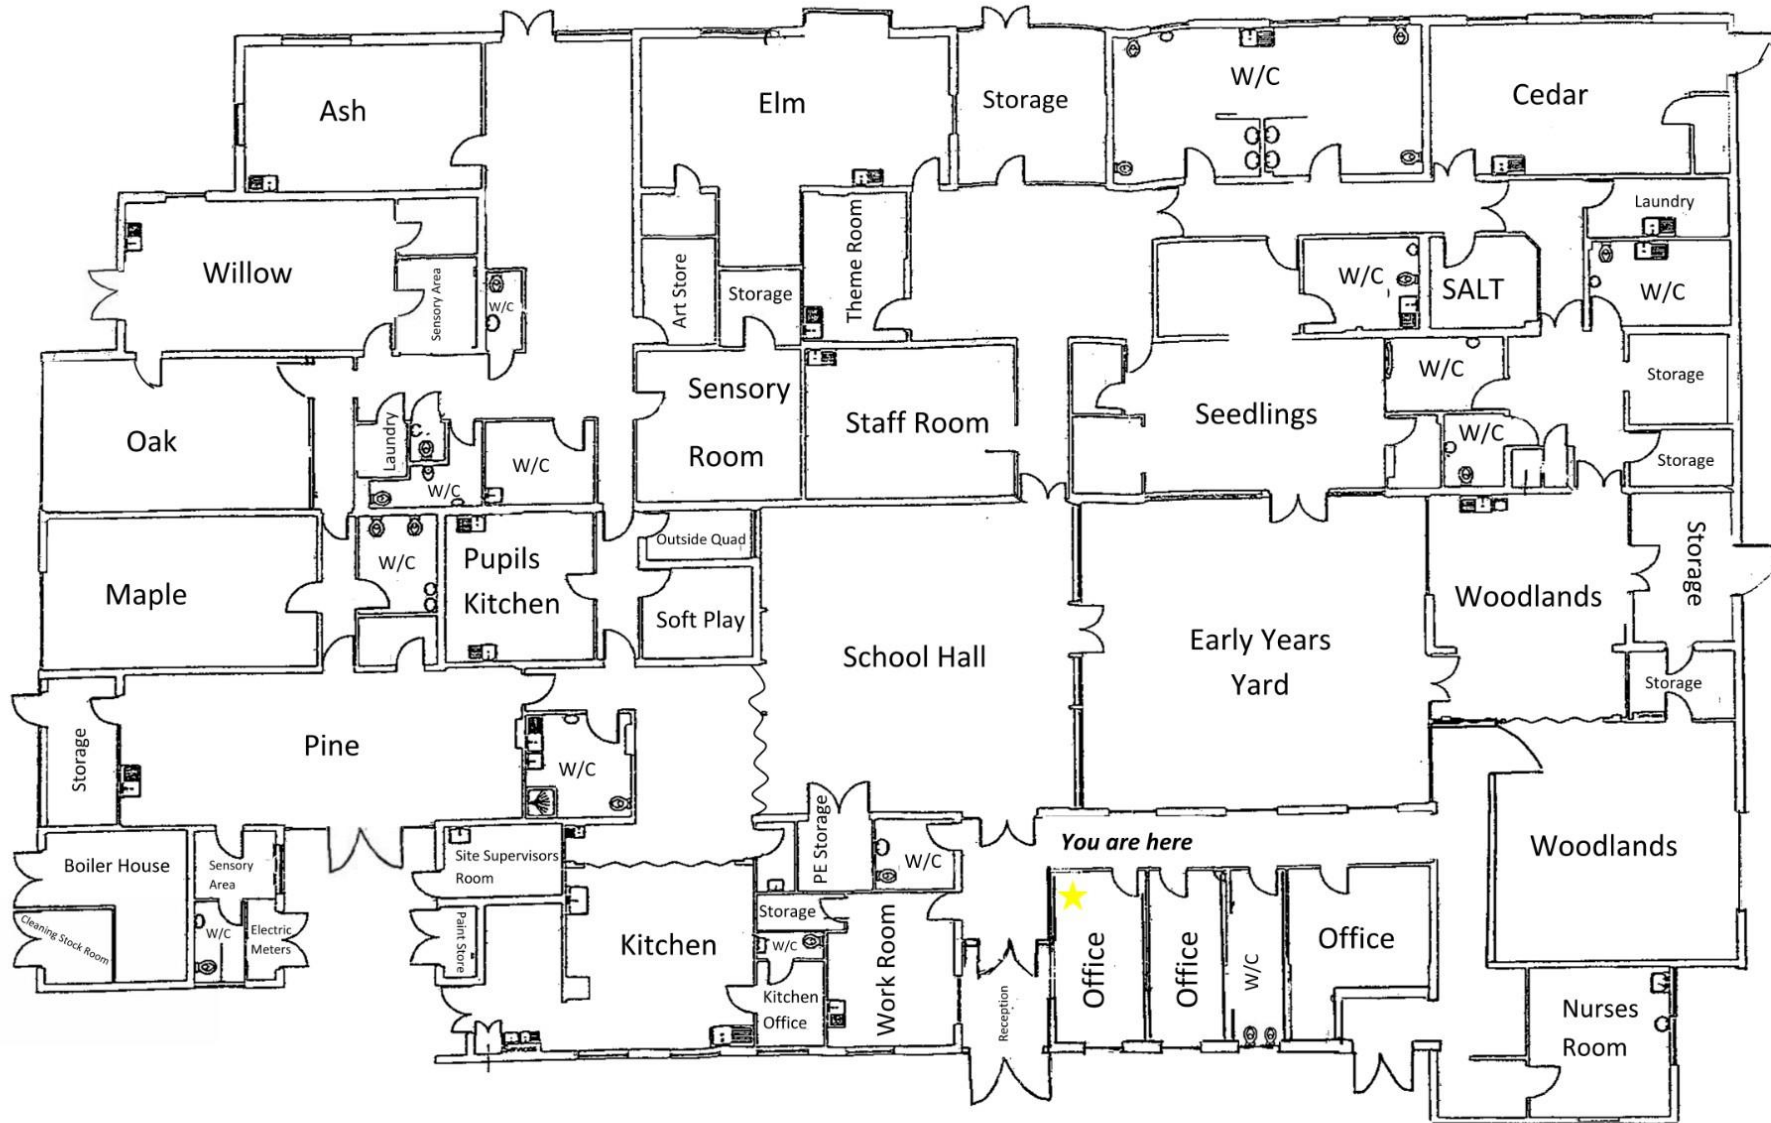 Ash
Elm
Storage
W/C
Cedar
Willow
Sensory Area
W/C
Art Store
Storage
Theme Room
W/C
SALT
Laundry
W/C
Oak
Laundry
W/C
W/C
Sensory
Room
Staff Room
Seedlings
W/C
W/C
Storage
Storage
Maple
W/C
Pupils
Kitchen
Outside Quad
Soft Play
School Hall
Early Years
Yard
Woodlands
Storage
Storage
Storage
Pine
W/C
Boiler House
Cleaning Stock Room
Sensory
Area
W/C
Electric
Meters
Site Supervisors
Room
Paint Store
Kitchen
PE Storage
W/C
Storage
W/C
Kitchen
Office
Work Room
Reception
You are here
Office
Office
W/C
Office
Woodlands
Nurses
Room